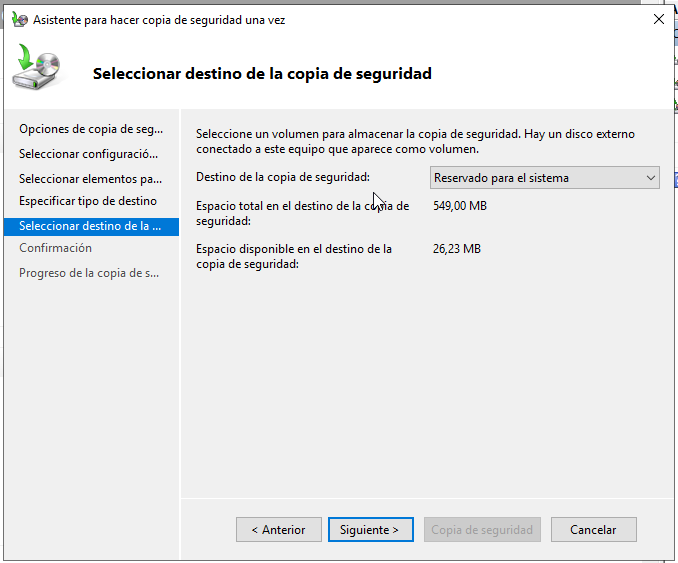 Asistente para hacer copia de seguridad una vez
Seleccionar destino de la copia de seguridad
Opciones de copia de seg...
Seleccionar configuració...
Seleccionar elementos pa...
Especificar tipo de destino
Seleccionar destino de la ...
Confirmación
Progreso de la copia de s...
Seleccione un volumen para almacenar la copia de seguridad. Hay un disco externo
conectado a este equipo que aparece como volumen.
Destino de la copia de seguridad:
Reservado para el sistema
Espacio total en el destino de la copia de
seguridad:
549,00 MB
Espacio disponible en el destino de la
copia de seguridad:
26,23 MB
< Anterior
Siguiente >
Copia de seguridad
Cancelar